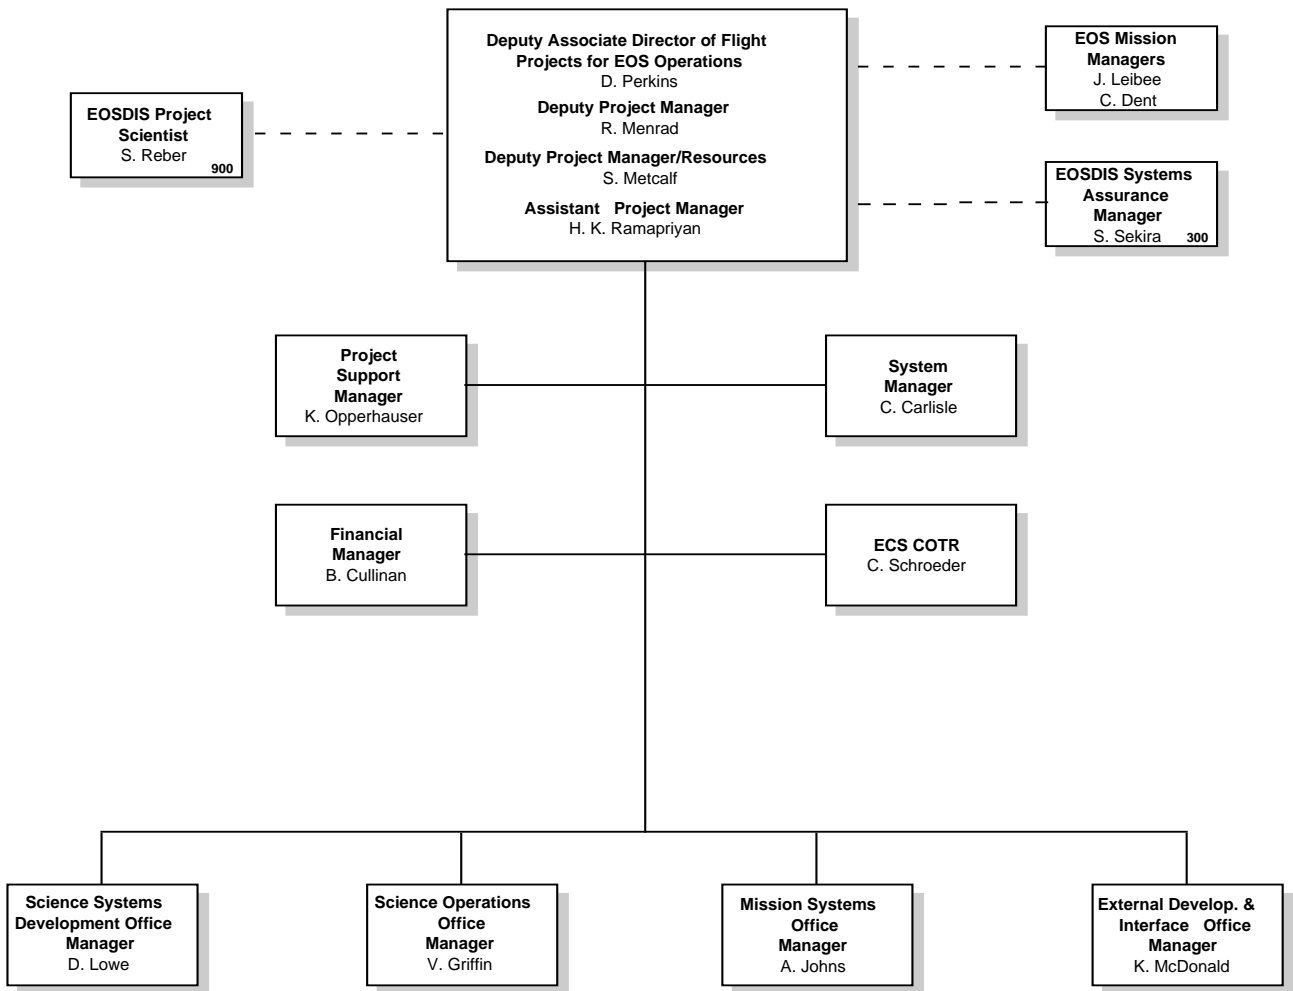 Deputy Associate Director of Flight
Projects for EOS Operations
D. Perkins
Deputy Project Manager
R. Menrad
Deputy Project Manager/Resources
S. Metcalf
Assistant Project Manager
H. K. Ramapriyan
EOS Mission
Managers
J. Leibee
C. Dent
EOSDIS Project
Scientist
S. Reber
900
EOSDIS Systems
Assurance
Manager
S. Sekira 300
Project
Support
Manager
K. Opperhauser
System
Manager
C. Carlisle
Financial
Manager
B. Cullinan
ECS COTR
C. Schroeder
Science Systems
Development Office
Manager
D. Lowe
Science Operations
Office
Manager
V. Griffin
Mission Systems
Office
Manager
A. Johns
External Develop. &
Interface Office
Manager
K. McDonald